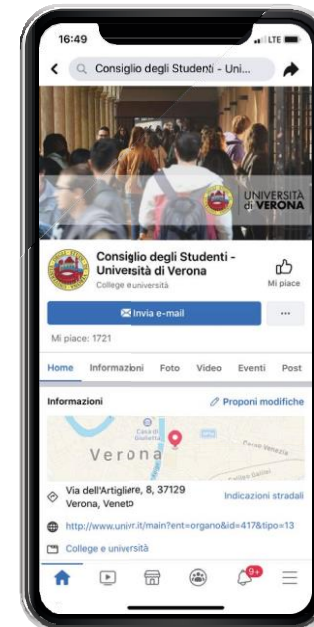 16:49
LTE
Consiglio degli Studenti - Uni...
UNIVERSITÀ
di VERONA
Consiglio degli Studenti -
Università di Verona
College e università
Mi piace
Invia e-mail
...
Mi piace: 1721
Home Informazioni Foto Video Eventi Post
Informazioni
Proponi modifiche
Casa di
Giulietta
Verona
Via dell'Artigliere, 8, 37129
Verona, Veneto
Indicazioni stradali
http://www.univr.it/main?ent=organo&id=417&tipo=13
College e università
9+